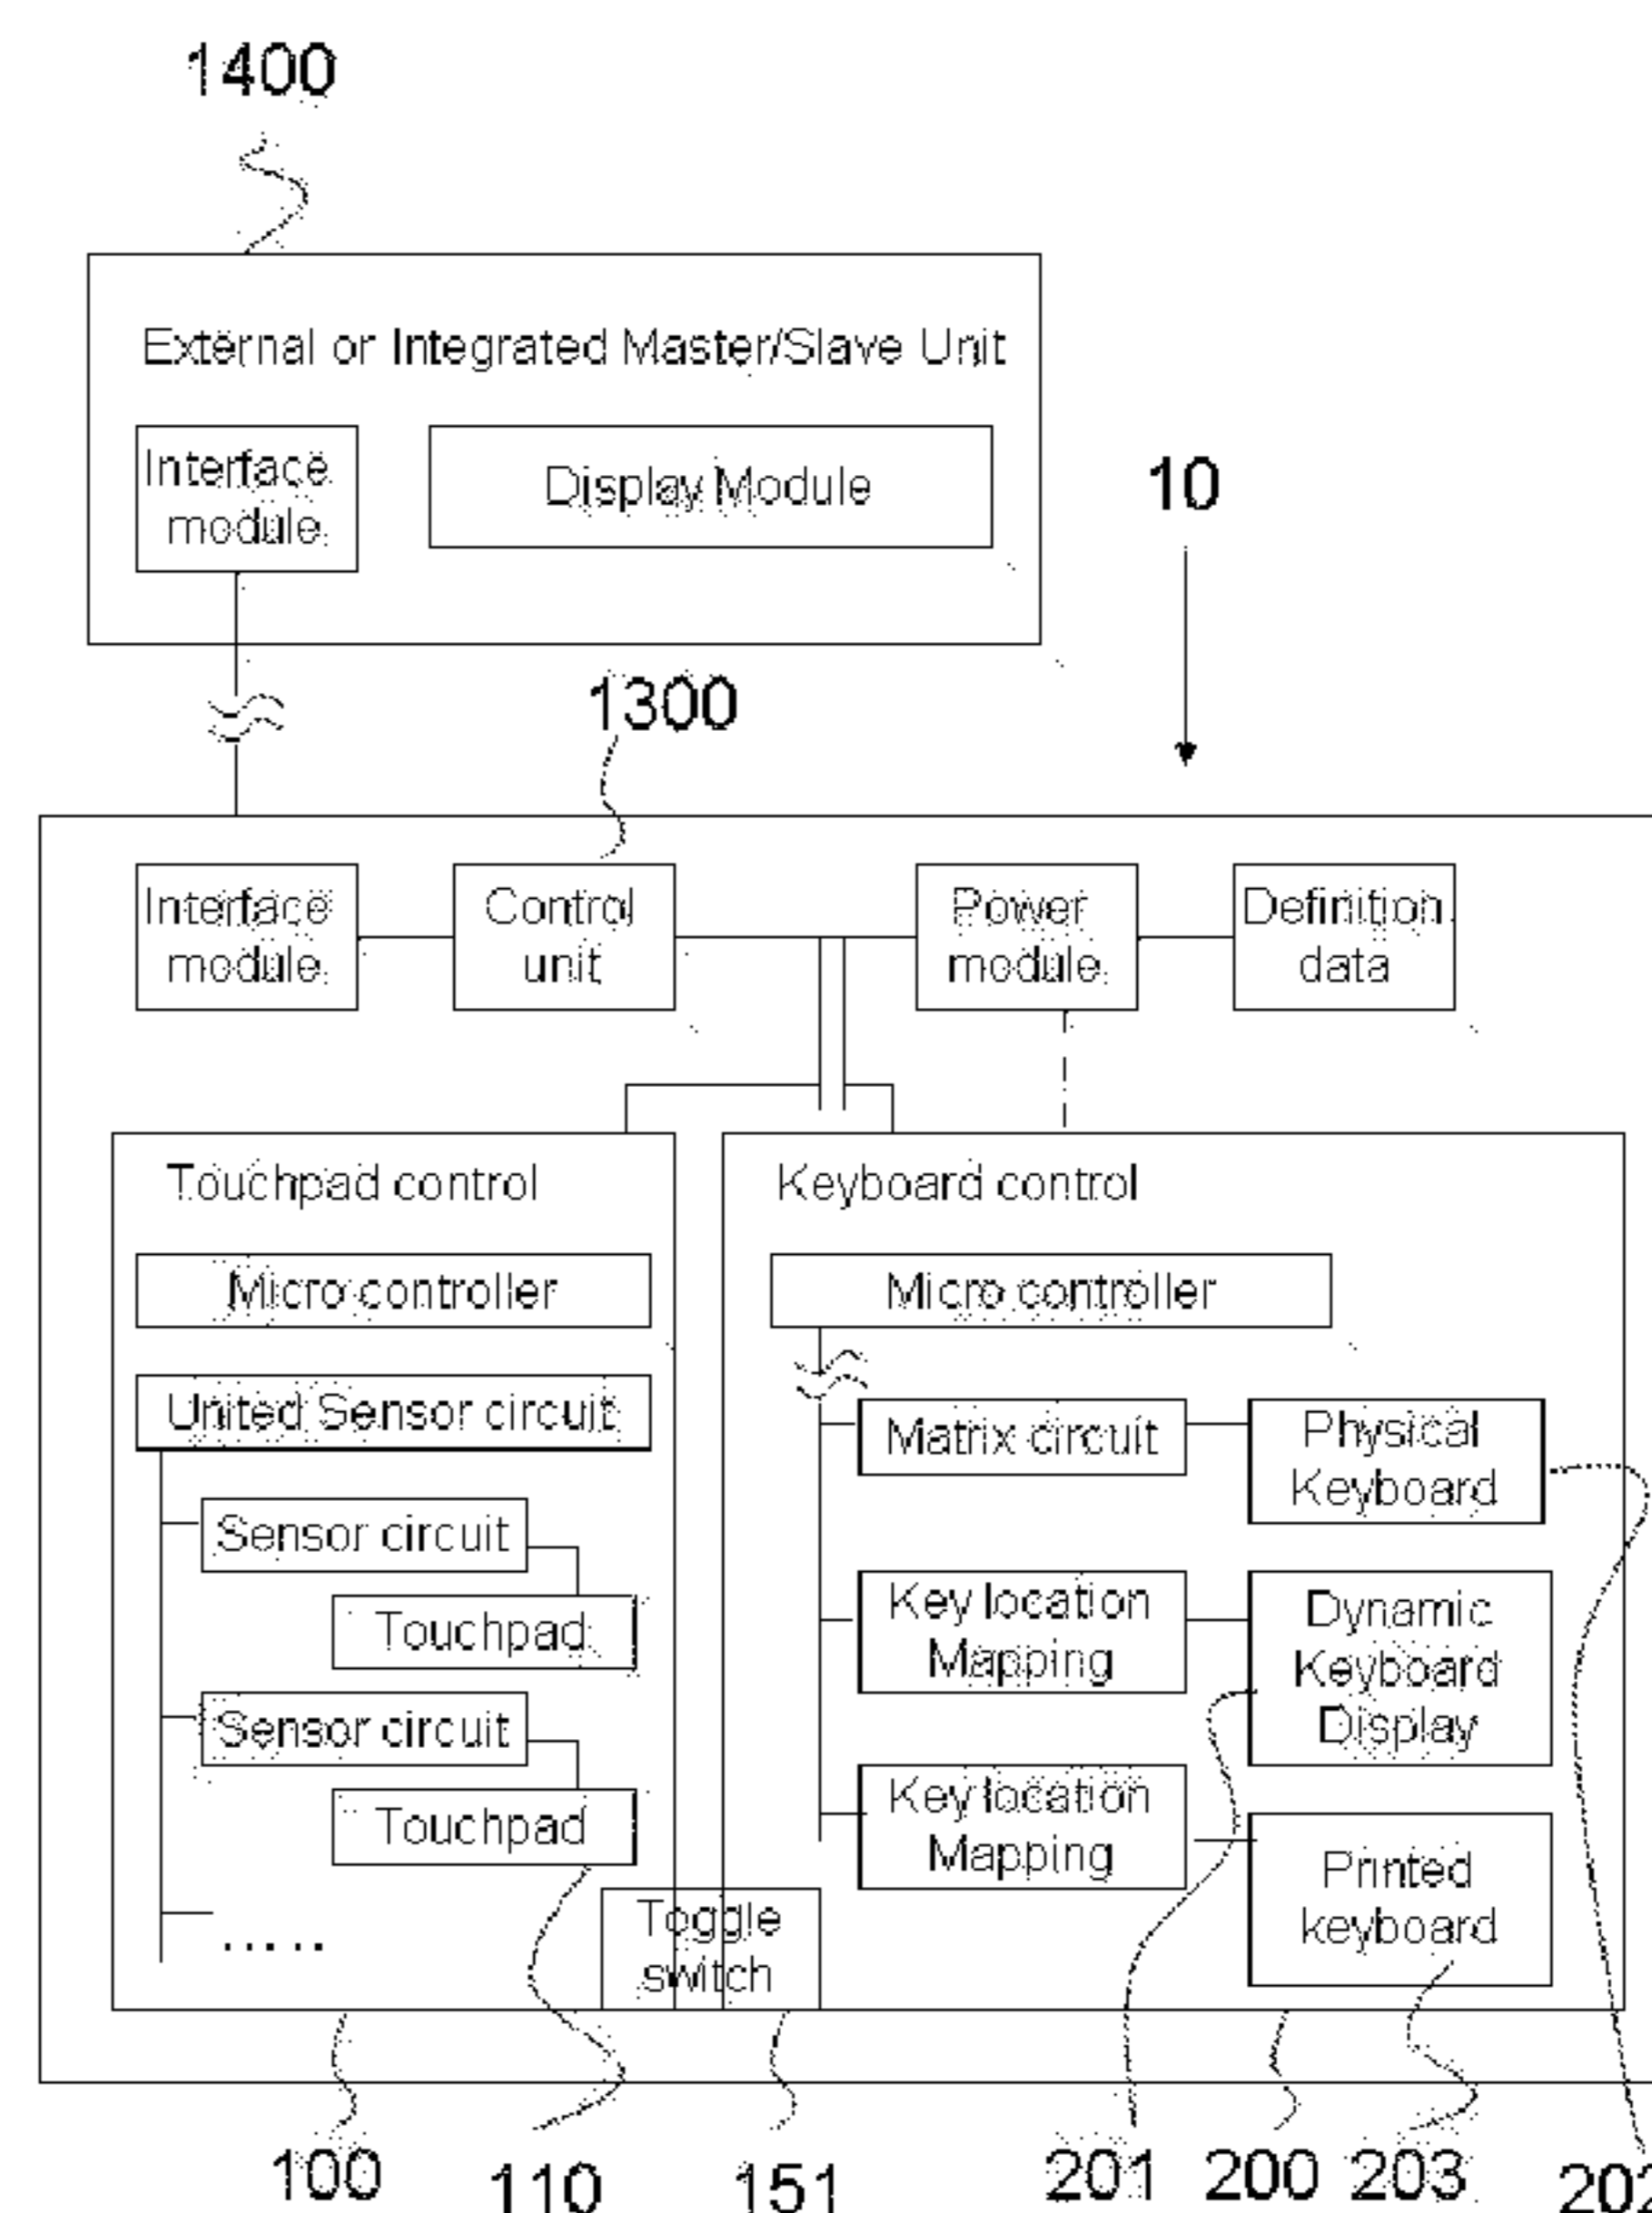 1400
External or Integrated Master/Slave Unit
Interface
module
Display Module
10
1300
Interface
module
Control
unit
Power
module
Definition
data
Touchpad control
Micro controller
United Sensor circuit
Sensor circuit
Touchpad
Sensor circuit
Touchpad
.....
Keyboard control
Micro controller
Matrix circuit
Physical
Keyboard
Key location
Mapping
Dynamic
Keyboard
Display
Key location
Mapping
Printed
keyboard
Toggle
switch
100
110
151
201
200
203
202